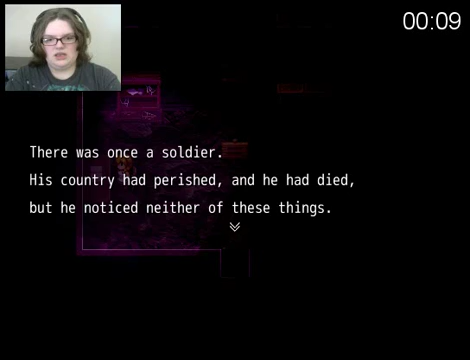 00:09
There was once a soldier.
His country had perished, and he had died,
but he noticed neither of these things.